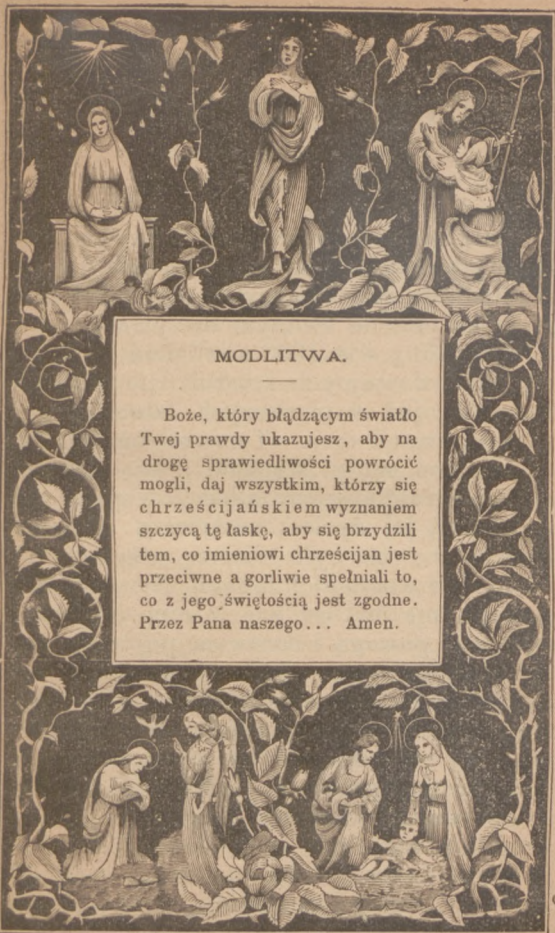 MODLITWA.
Boże, który błądzącym światło
Twej prawdy ukazujesz, aby na
drogę sprawiedliwości powrócić
mogli, daj wszystkim, którzy się
chrześcijańskiem wyznaniem
szczycą tę łaskę, aby się brzydzili
tem, co imieniowi chrześcijan jest
przeciwne a gorliwie spełniali to,
co z jego świętością jest zgodne.
Przez Pana naszego... Amen.